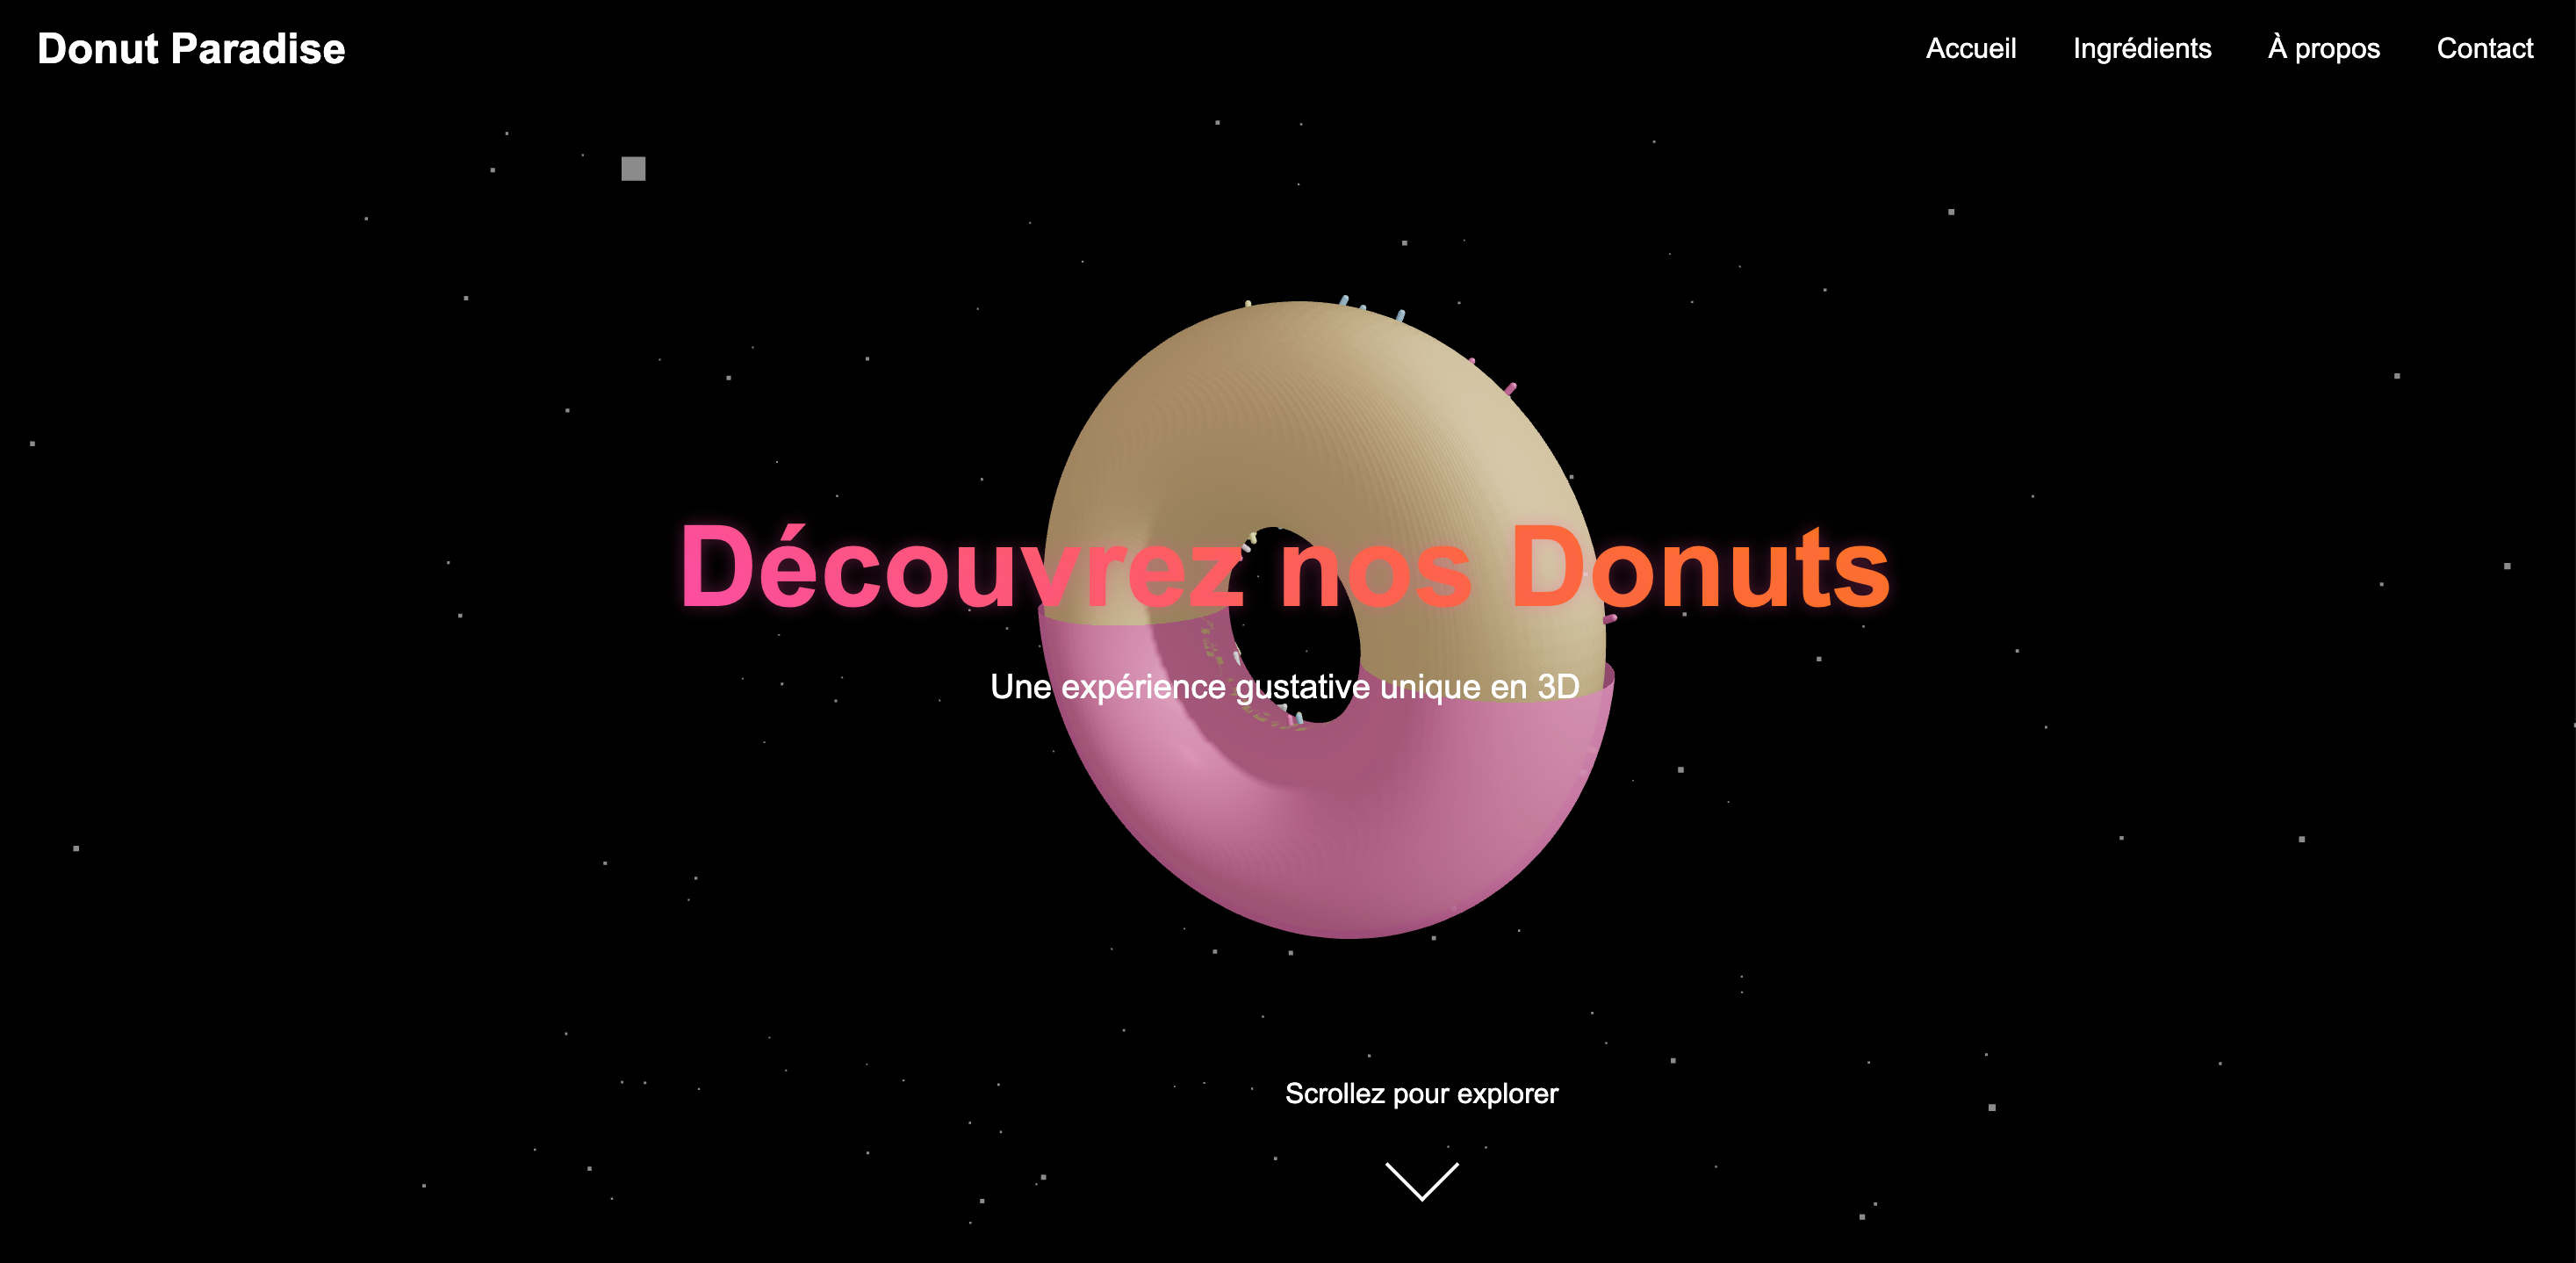 Donut Paradise
Accueil Ingrédients À propos Contact
Découvrez nos Donuts
Une expérience gustative unique en 3D
Scrollez pour explorer